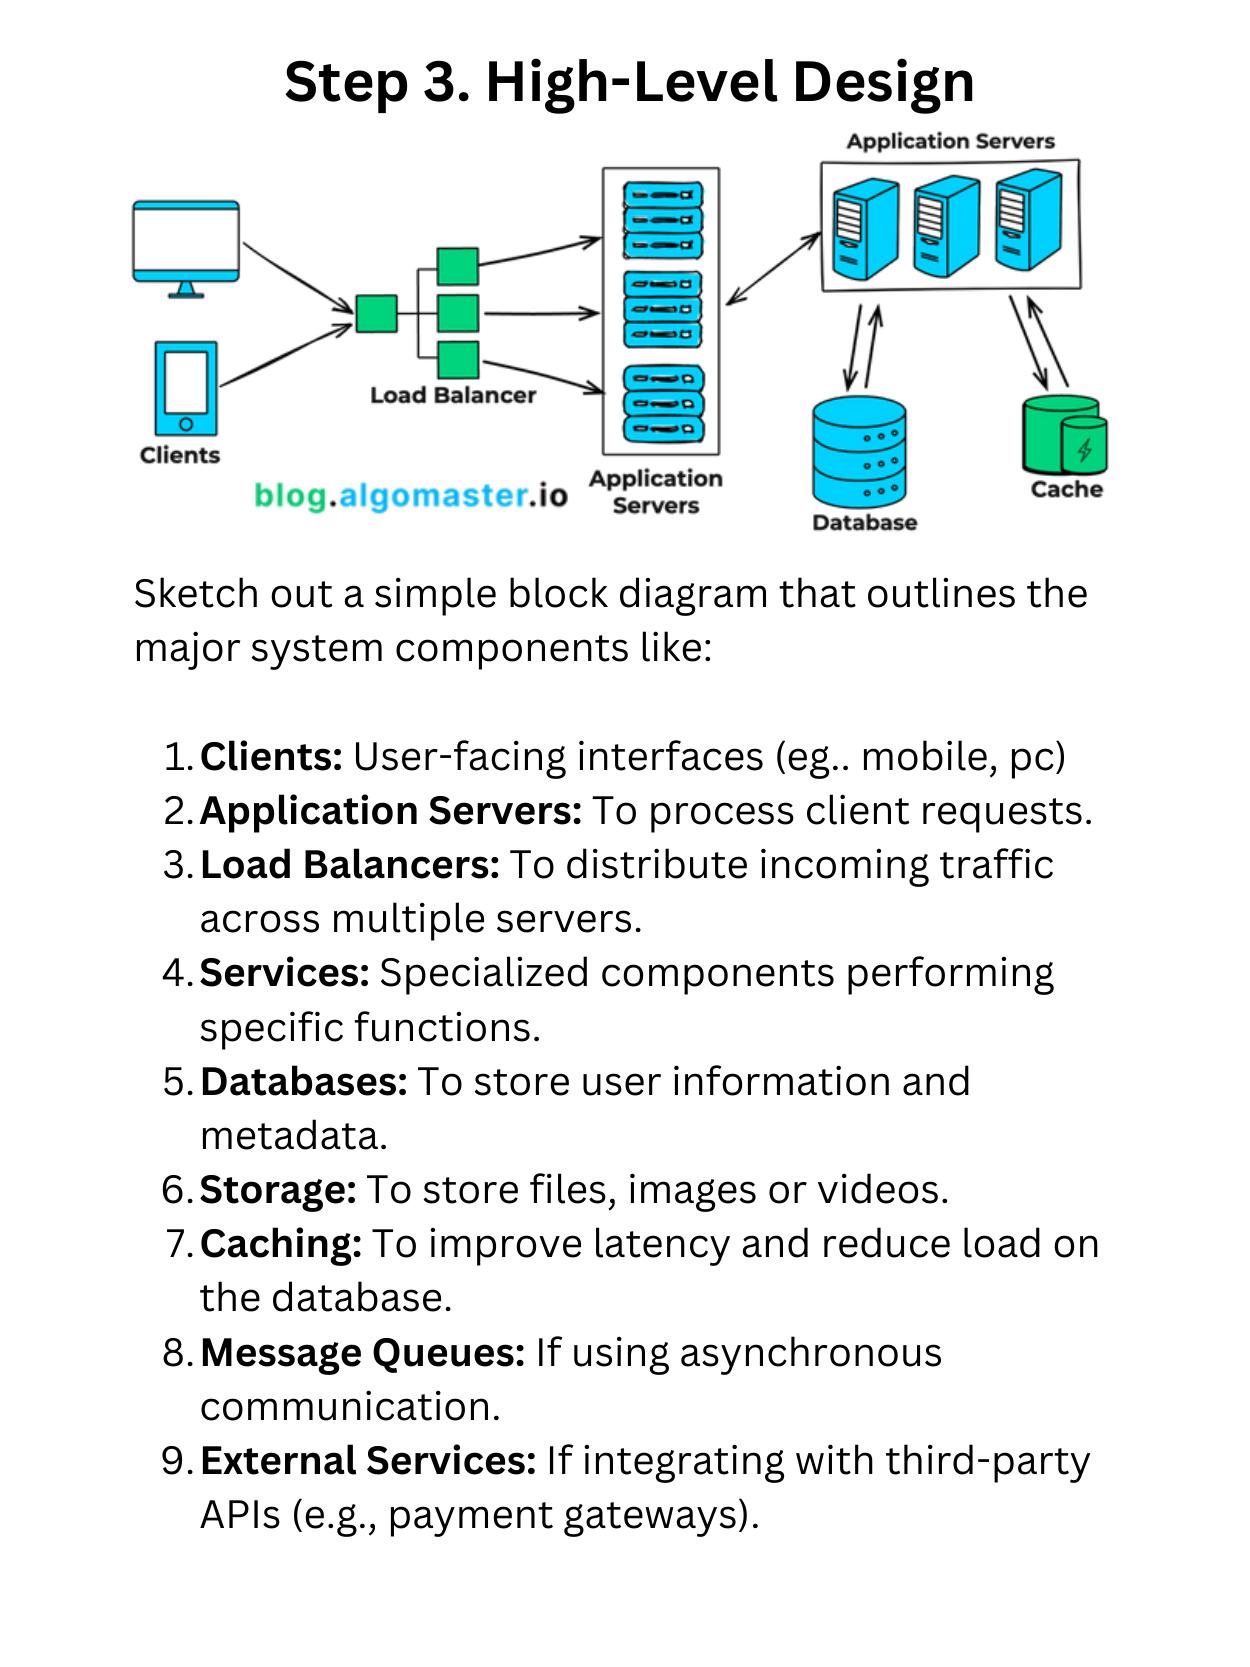 Step 3. High-Level Design
Application Servers
Load Balancer
Clients
blog.algomaster.io
Application
Servers
Cache
Database
Sketch out a simple block diagram that outlines the
major system components like:
1. Clients: User-facing interfaces (eg.. mobile, pc)
2. Application Servers: To process client requests.
3. Load Balancers: To distribute incoming traffic
across multiple servers.
4. Services: Specialized components performing
specific functions.
5. Databases: To store user information and
metadata.
6. Storage: To store files, images or videos.
7. Caching: To improve latency and reduce load on
the database.
8. Message Queues: If using asynchronous
communication.
9. External Services: If integrating with third-party
APIs (e.g., payment gateways).